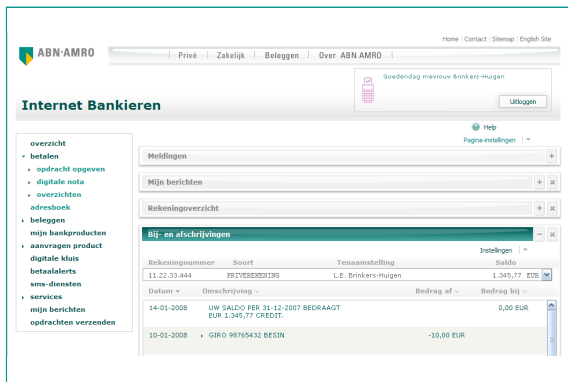 Home | Contact | Sitemap | English Site
ABN·AMRO
Privé | Zakelijk | Beleggen | Over ABN AMRO |
Goedendag mevrouw Brinkers-Huigen
Uitloggen
Internet Bankieren
Help
Pagina-instellingen
overzicht
betalen
opdracht opgeven
digitale nota
overzichten
adresboek
beleggen
mijn bankproducten
aanvragen product
digitale kluis
betaalalerts
sms-diensten
services
mijn berichten
opdrachten verzenden
Meldingen
Mijn berichten
Rekeningoverzicht
Bij- en afschrijvingen
Instellingen
Rekeningnummer Soort Tenaamstelling Saldo
11.22.33.444 PRIVEREKENING L.E. Brinkers-Huigen 1.345,77 EUR
Datum Omschrijving Bedrag af Bedrag bij
14-01-2008 UW SALDO PER 31-12-2007 BEDRAAGT 0,00 EUR
EUR 1.345,77 CREDIT.
10-01-2008 GIRO 98765432 BESIN -10,00 EUR